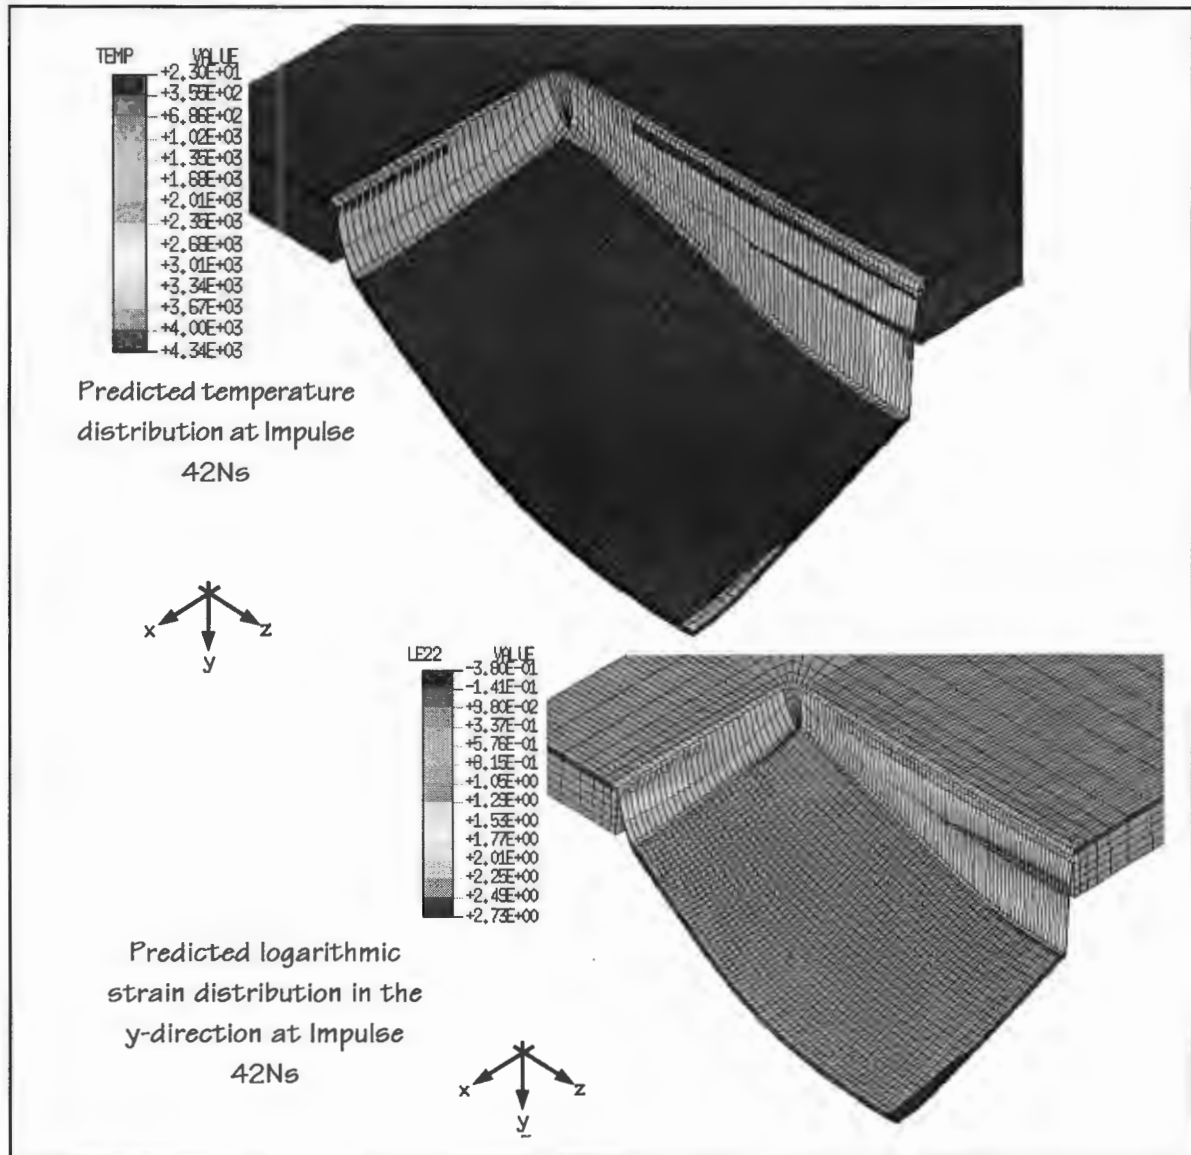 TEMP VALUE
+2.30E+01
+3.55E+02
+6.86E+02
+1.02E+03
+1.35E+03
+1.68E+03
+2.01E+03
+2.35E+03
+2.68E+03
+3.01E+03
+3.34E+03
+3.67E+03
+4.00E+03
+4.34E+03
Predicted temperature
distribution at Impulse
42Ns
x
y
z
LE22 VALUE
-3.80E-01
-1.41E-01
+9.80E-02
+3.37E-01
+5.76E-01
+8.15E-01
+1.05E+00
+1.29E+00
+1.53E+00
+1.77E+00
+2.01E+00
+2.25E+00
+2.49E+00
+2.73E+00
Predicted logarithmic
strain distribution in the
y-direction at Impulse
42Ns
x
y
z